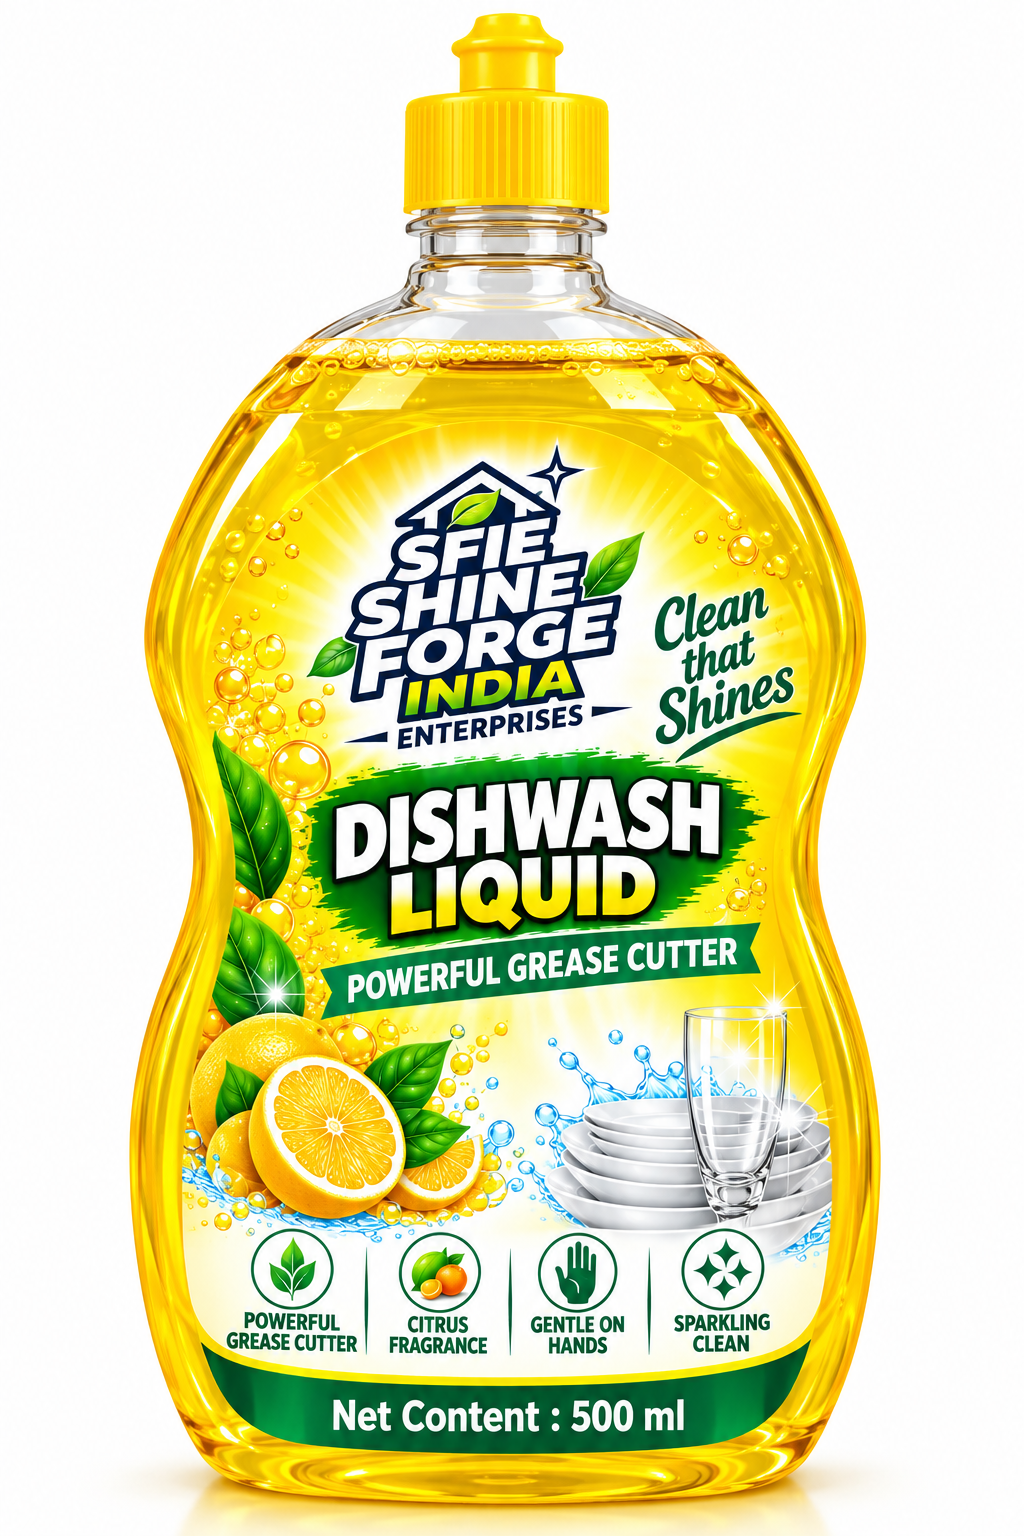 SFIE
SHINE
FORGE
INDIA
ENTERPRISES
Clean
that
Shines
DISHWASH
LIQUID
POWERFUL GREASE CUTTER
POWERFUL
GREASE CUTTER
CITRUS
FRAGRANCE
GENTLE ON
HANDS
SPARKLING
CLEAN
Net Content : 500 ml